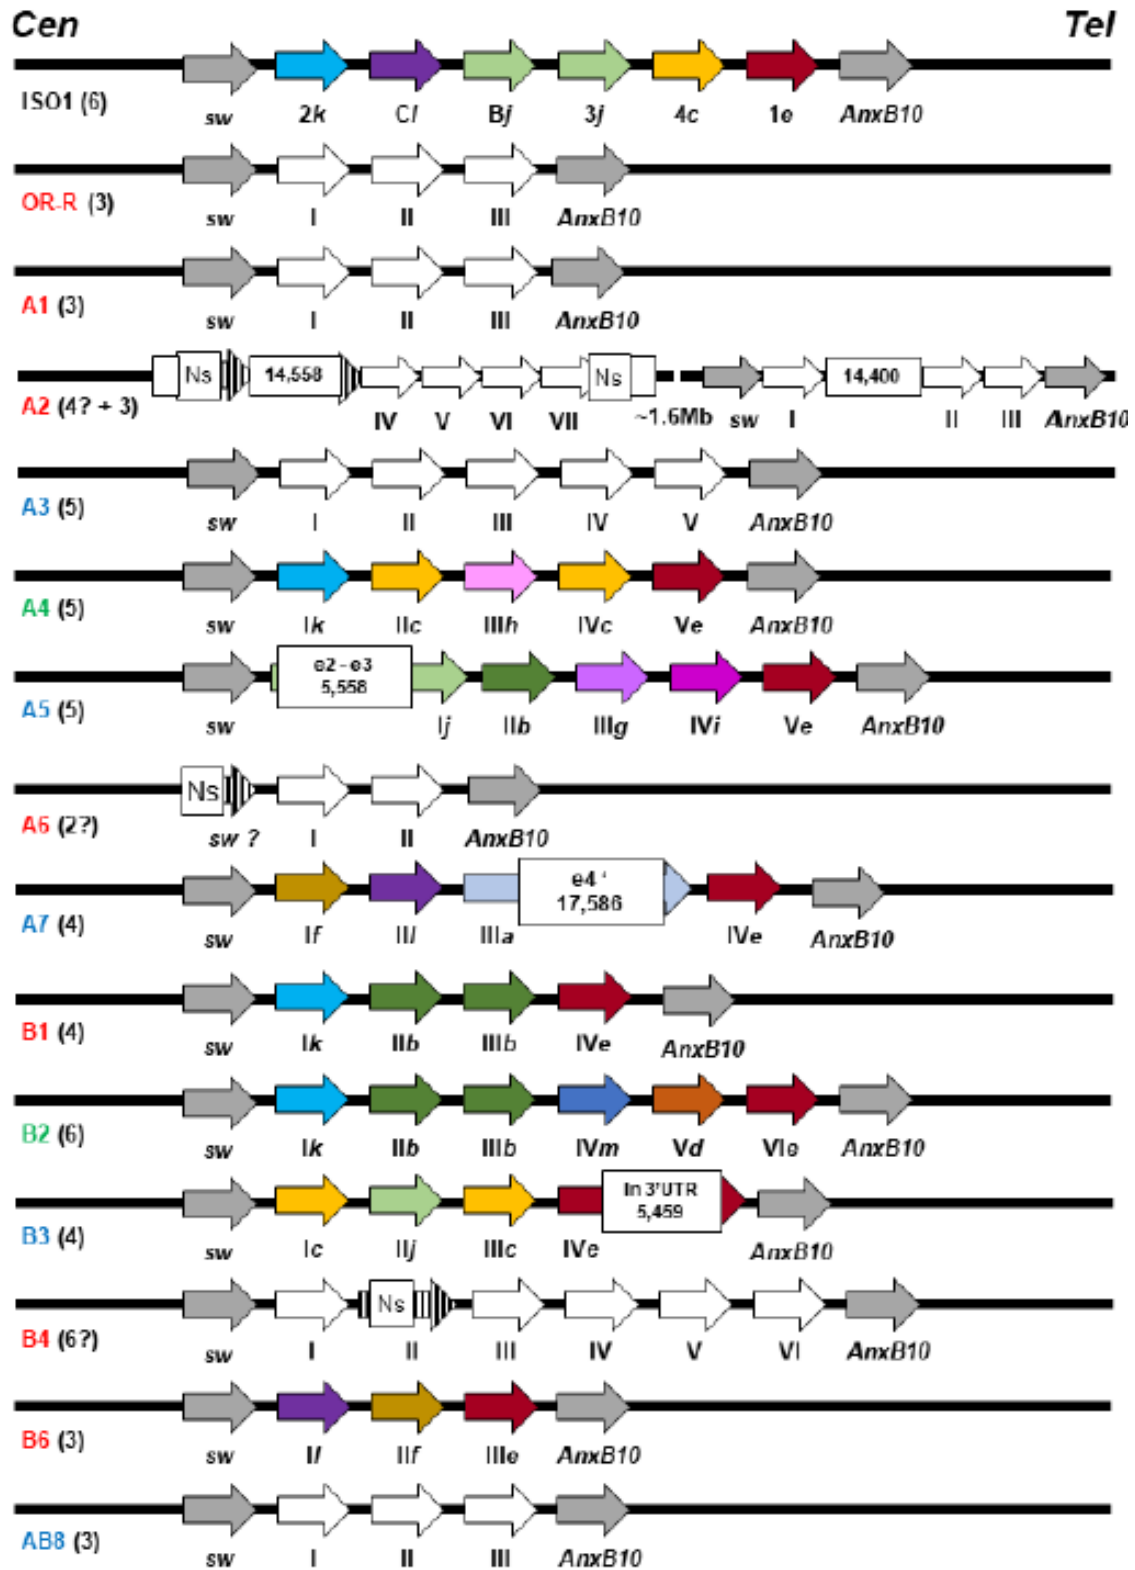 Cen Tel
ISO1 (6) sw 2k Cl Bj 3j 4c 1e AnxB10
OR-R (3) sw I II III AnxB10
A1 (3) sw I II III AnxB10
Ns 14,558 Ns 14,400
A2 (4? + 3) IV V VI VII ~1.6Mb sw I II III AnxB10
A3 (5) sw I II III IV V AnxB10
A4 (5) sw Ik IIc IIIh IVc Ve AnxB10
e2-e3
5,558
A5 (5) sw Ij IIb IIIg IVi Ve AnxB10
Ns
A6 (2?) sw ? I II AnxB10
e4 '
17,586
A7 (4) sw If IIl IIIa IVe AnxB10
B1 (4) sw Ik IIb IIIb IVe AnxB10
B2 (6) sw Ik IIb IIIb IVm Vd VIe AnxB10
In 3'UTR
5,459
B3 (4) sw Ic IIj IIIc IVe AnxB10
Ns
B4 (6?) sw I II III IV V VI AnxB10
B6 (3) sw Il IIf IIIe AnxB10
AB8 (3) sw I II III AnxB10